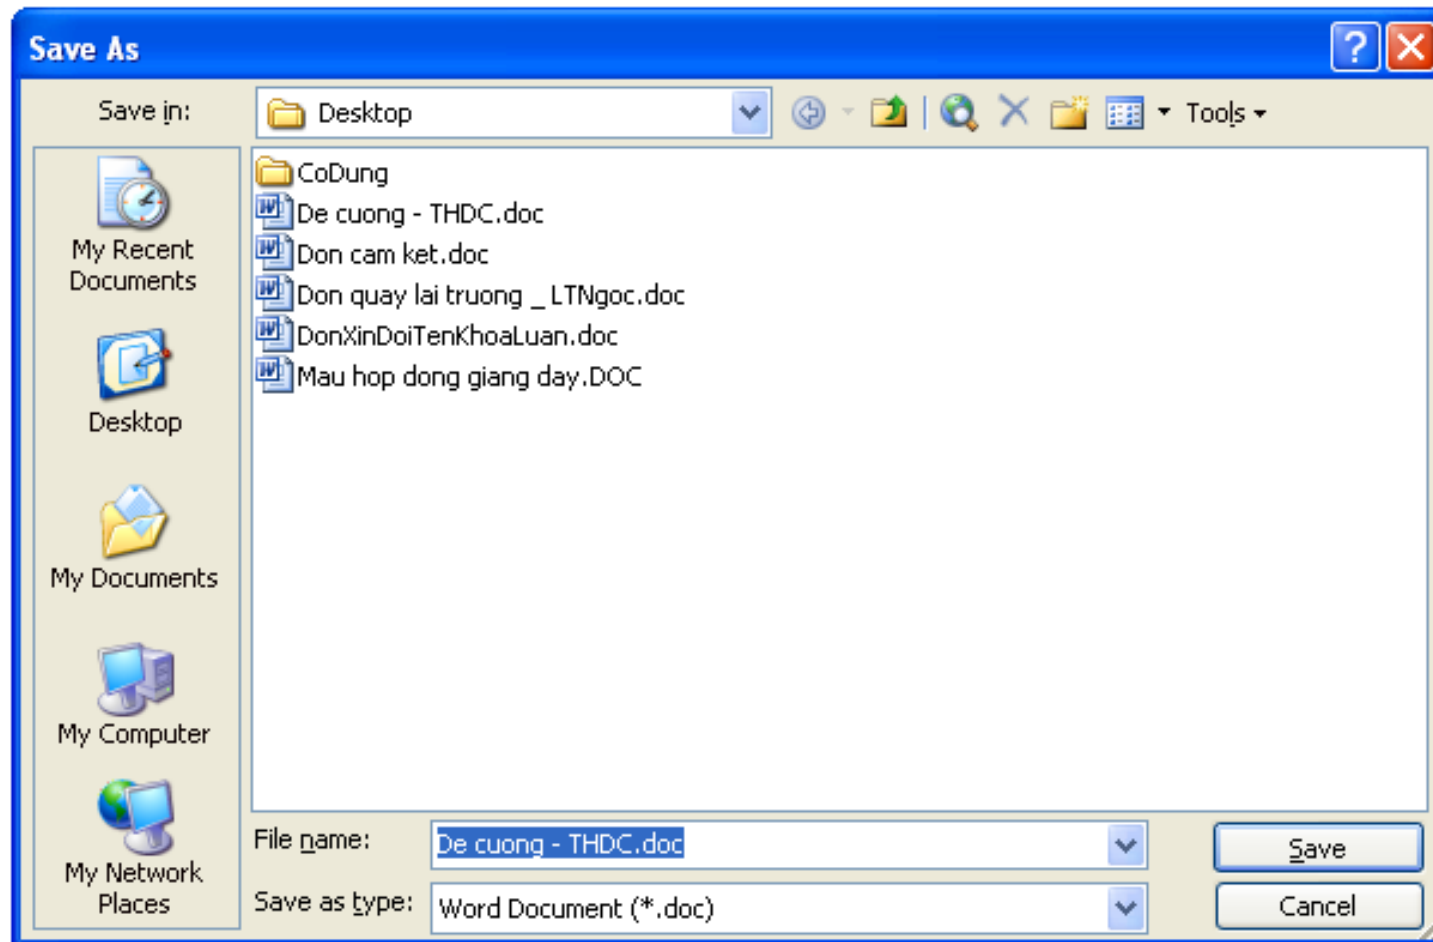 Save As
Save in:
Desktop
Tools
My Recent
Documents
Desktop
My Documents
My Computer
My Network
Places
CoDung
De cuong - THDC.doc
Don cam ket.doc
Don quay lai truong _ LTNgoc.doc
DonXinDoiTenKhoaLuan.doc
Mau hop dong giang day.DOC
File name:
De cuong - THDC.doc
Save
Save as type:
Word Document (*.doc)
Cancel